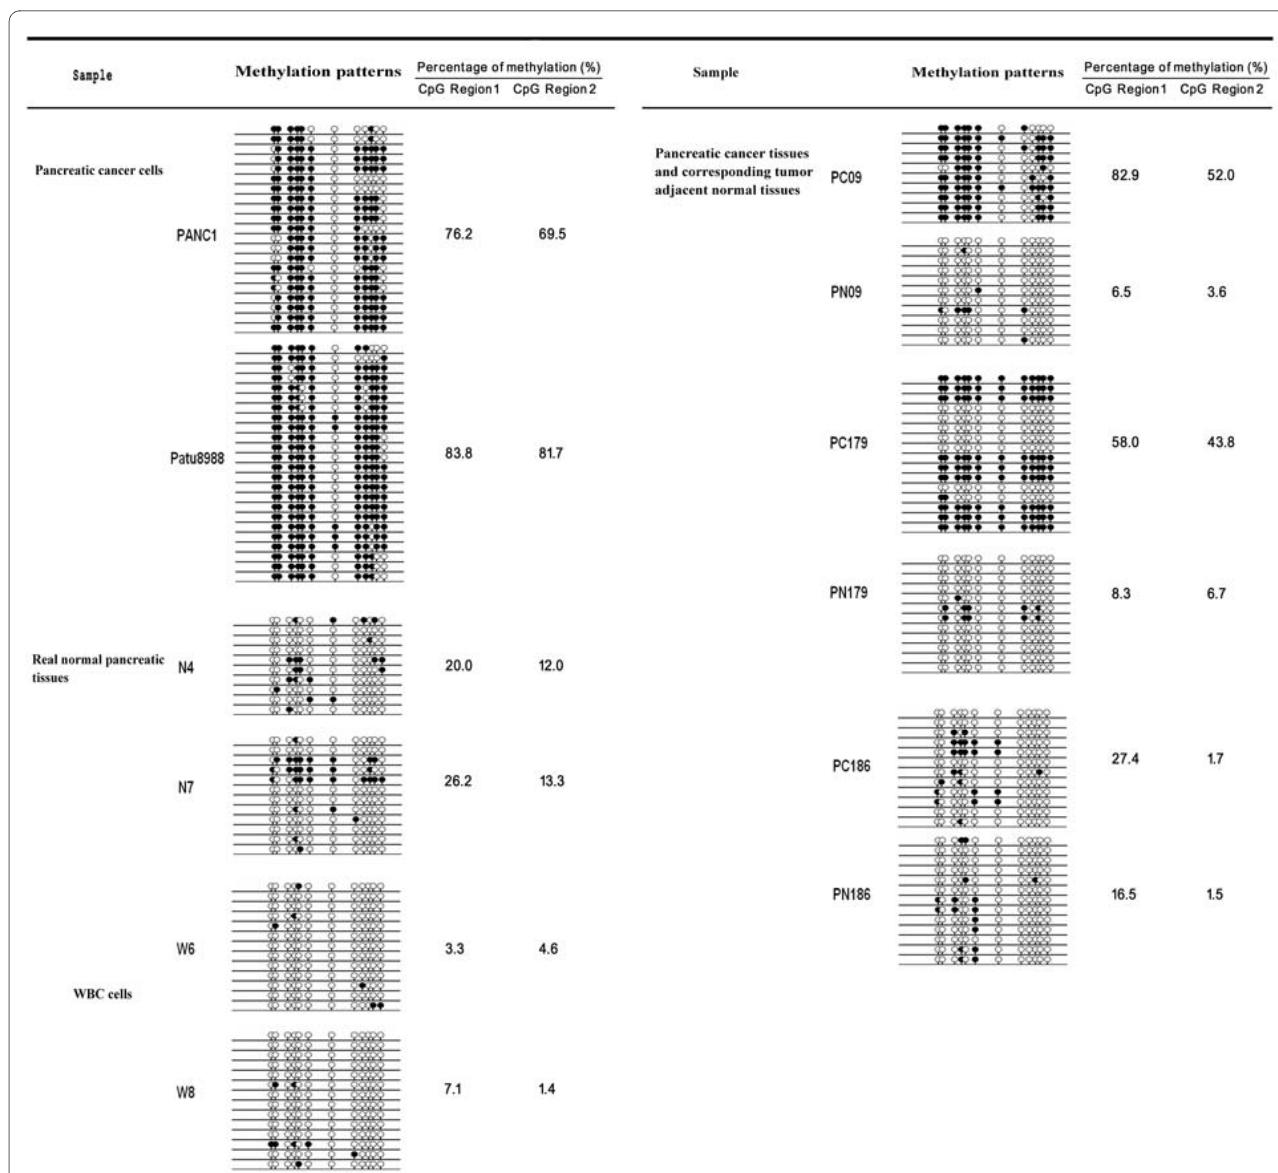 Sample Methylation patterns Percentage of methylation (%)
CpG Region 1 CpG Region 2
Pancreatic cancer cells
PANC1 76.2 69.5
Patu8988 83.8 81.7
Real normal pancreatic
tissues
N4 20.0 12.0
N7 26.2 13.3
W6 3.3 4.6
WBC cells
W8 7.1 1.4
Sample Methylation patterns Percentage of methylation (%)
CpG Region 1 CpG Region 2
Pancreatic cancer tissues
and corresponding tumor
adjacent normal tissues
PC09 82.9 52.0
PN09 6.5 3.6
PC179 58.0 43.8
PN179 8.3 6.7
PC186 27.4 1.7
PN186 16.5 1.5